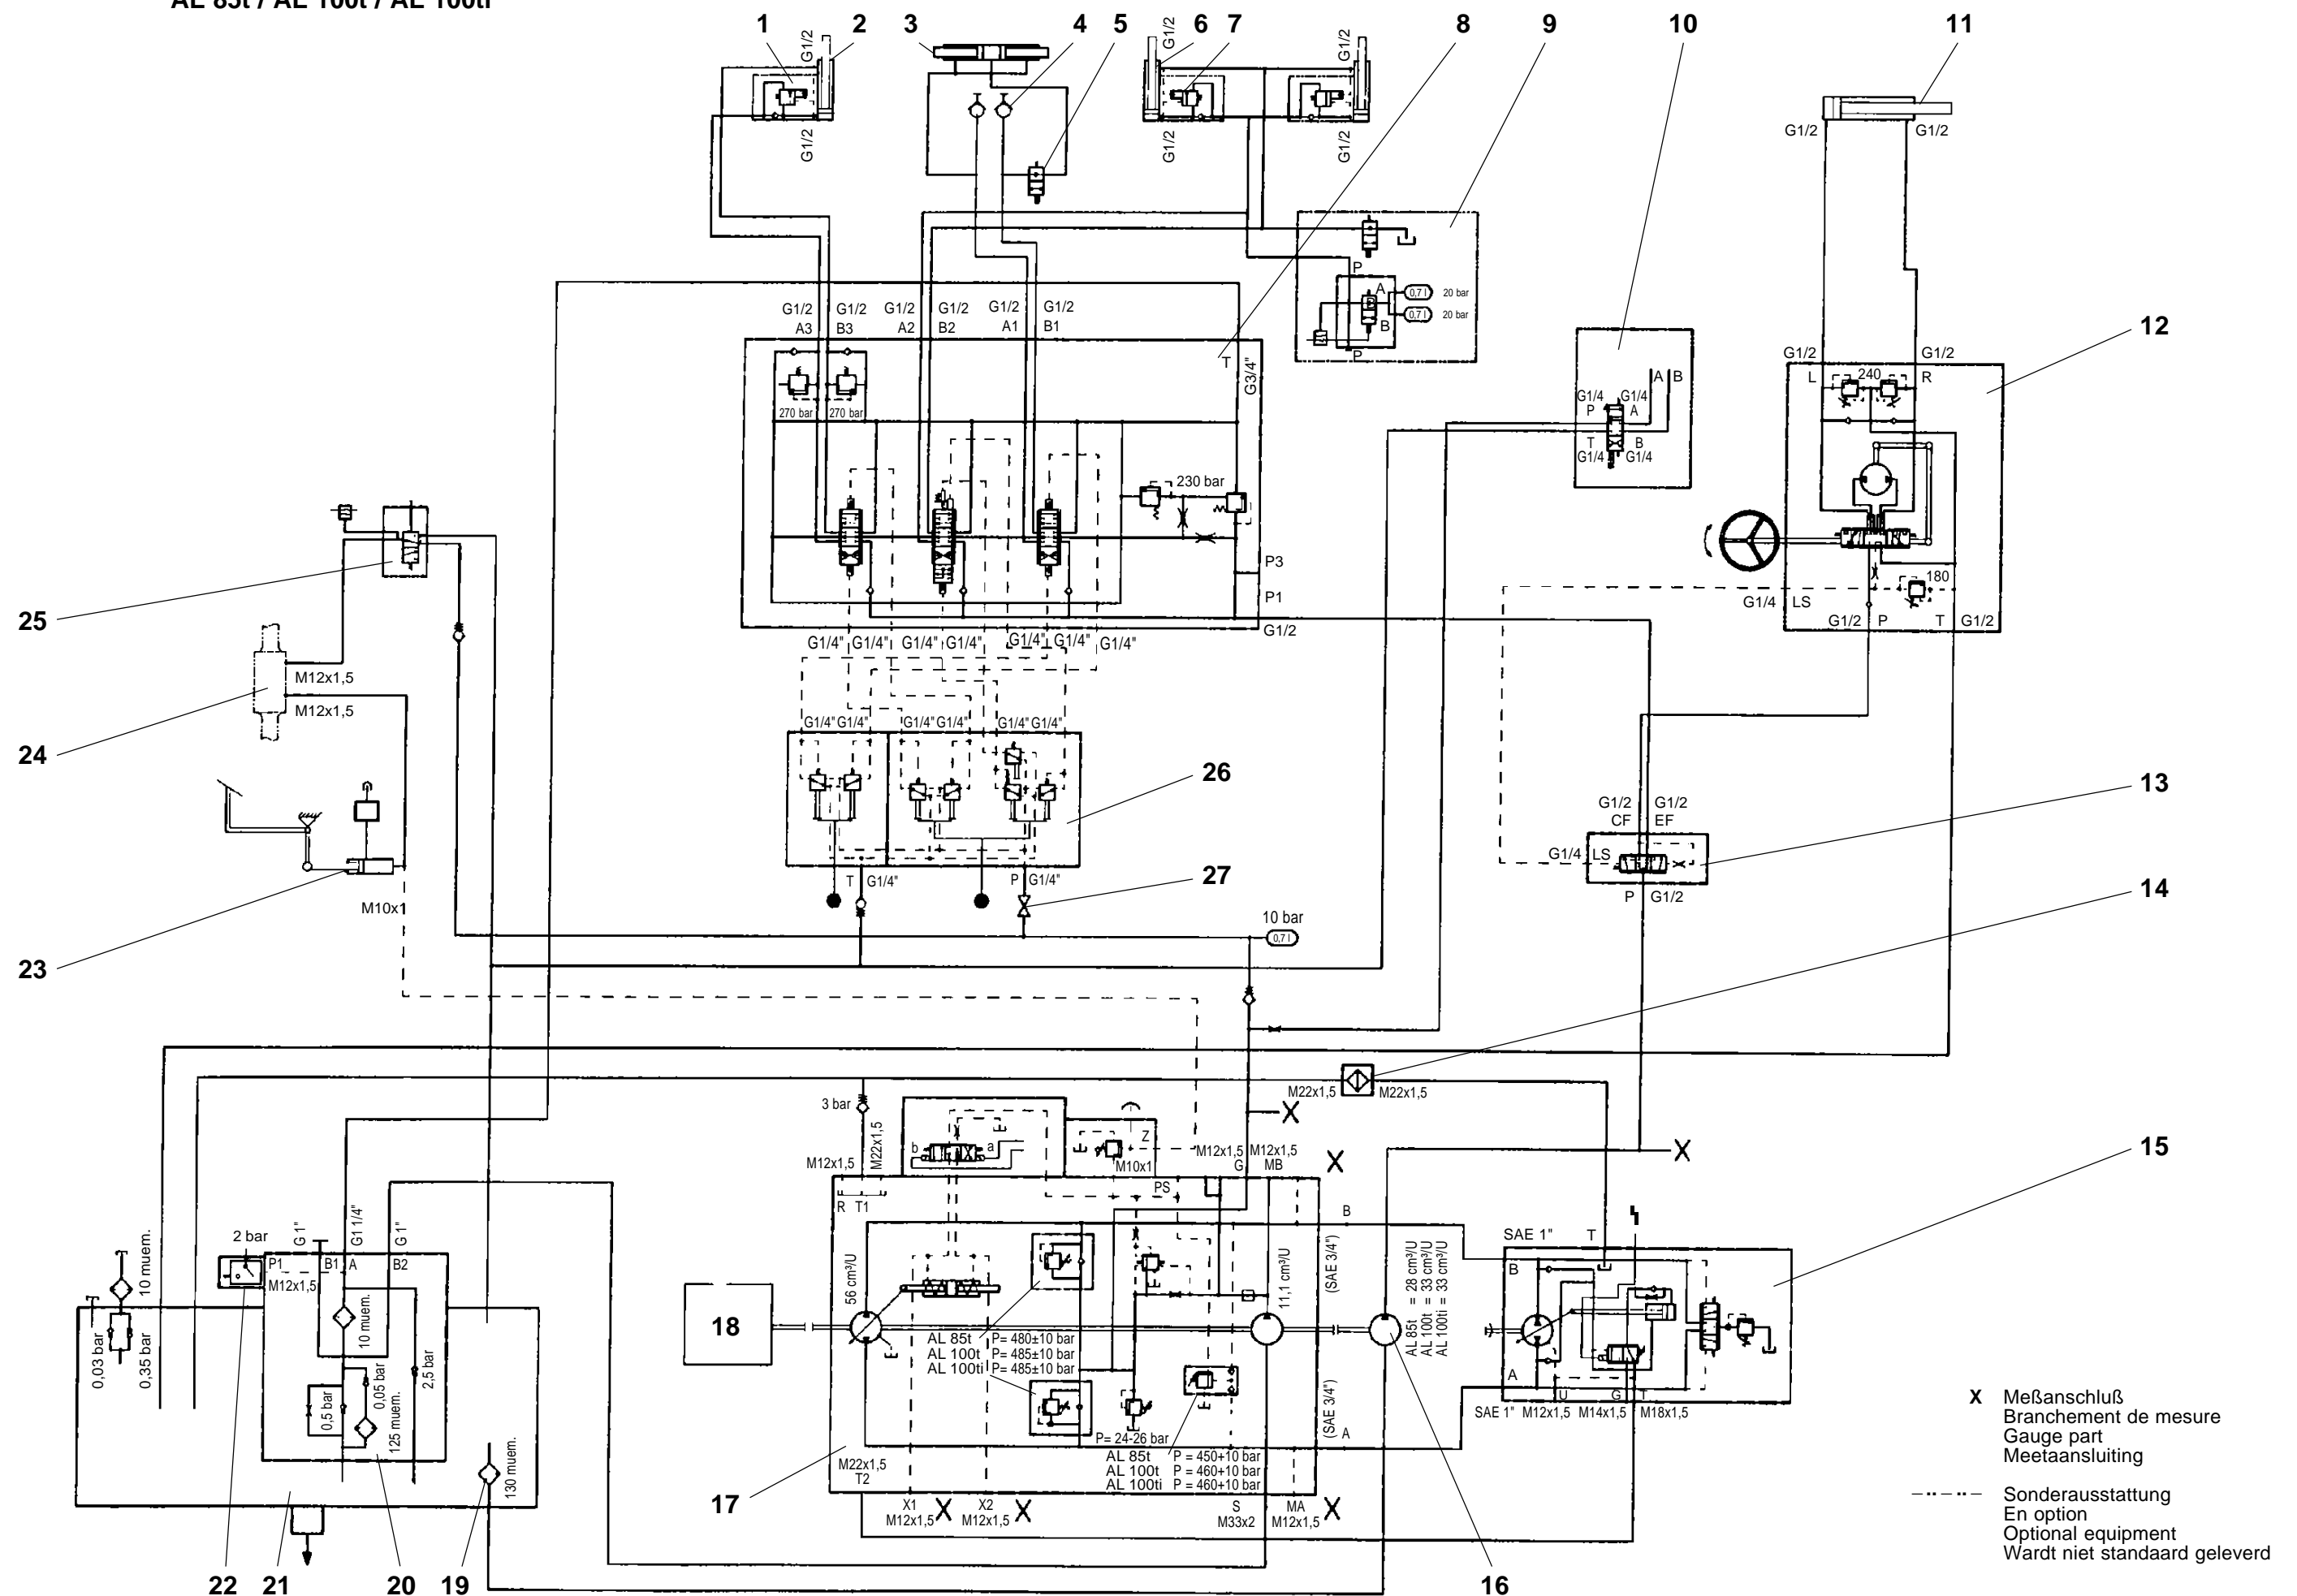 AL 85t / AL 100t / AL 100ti
1
2
3
4
5
6
7
8
9
10
11
G1/2
G1/2
G1/2
G1/2
G1/2
G1/2
G1/2
G1/2
P
A
0,7 l
20 bar
B
0,7 l
20 bar
P
12
G1/2
G1/2
G1/2
G1/2
G1/2
G1/2
A3
B3
A2
B2
A1
B1
T
G3/4"
270 bar
270 bar
230 bar
P3
P1
G1/2
A
B
G1/4
G1/4
P
A
T
B
G1/4
G1/4
G1/2
G1/2
L
240
R
180
G1/4
LS
G1/2
P
T
G1/2
25
M12x1,5
M12x1,5
24
G1/4"
G1/4"
G1/4"
G1/4"
G1/4"
G1/4"
G1/4"
G1/4"
G1/4"
G1/4"
G1/4"
G1/4"
G1/4"
26
13
G1/2
G1/2
CF
EF
G1/4
LS
P
G1/2
T
G1/4"
P
G1/4"
27
14
M10x1
10 bar
0,7 l
23
M22x1,5
M22x1,5
3 bar
M22x1,5
M12x1,5
b
a
Z
M10x1
M12x1,5
M12x1,5
G
MB
X
X
X
15
PS
R
T1
B
2 bar
G 1"
G1 1/4"
G 1"
P1
B1
A
B2
M12x1,5
10 muem.
0,03 bar
0,35 bar
10 muem.
0,5 bar
0,05 bar
125 muem.
2,5 bar
130 muem.
18
56 cm³/U
11,1 cm³/U
(SAE 3/4")
AL 85t = 28 cm³/U
AL 100t = 33 cm³/U
AL 100ti = 33 cm³/U
AL 85t P= 480±10 bar
AL 100t P= 485±10 bar
AL 100ti P= 485±10 bar
SAE 1"
T
B
A
U
G
T
SAE 1"
M12x1,5
M14x1,5
M18x1,5
P= 24-26 bar
AL 85t P = 450+10 bar
AL 100t P = 460+10 bar
AL 100ti P = 460+10 bar
(SAE 3/4")
A
M22x1,5
T2
17
X1
M12x1,5
X
X2
M12x1,5
X
S
M33x2
MA
M12x1,5
X
22
21
20
19
16
X Meßanschluß
Branchement de mesure
Gauge part
Meetaansluiting
Sonderausstattung
En option
Optional equipment
Wardt niet standaard geleverd